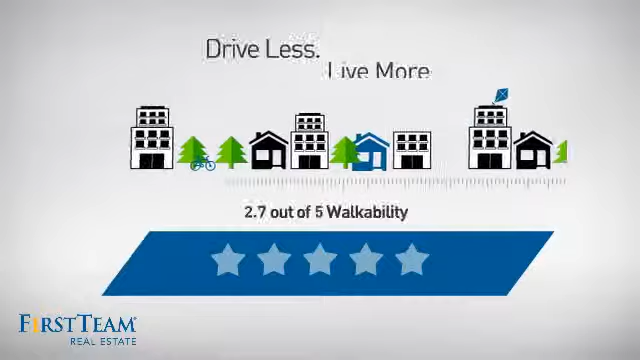 Drive Less.
Live More
2.7 out of 5 Walkability
FIRSTTEAM®
REAL ESTATE